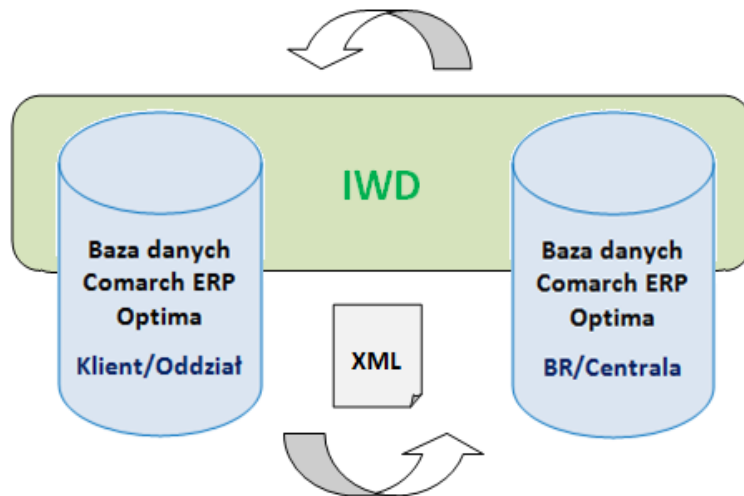 IWD
Baza danych
Comarch ERP
Optima
Klient/Oddział
XML
Baza danych
Comarch ERP
Optima
BR/Centrala